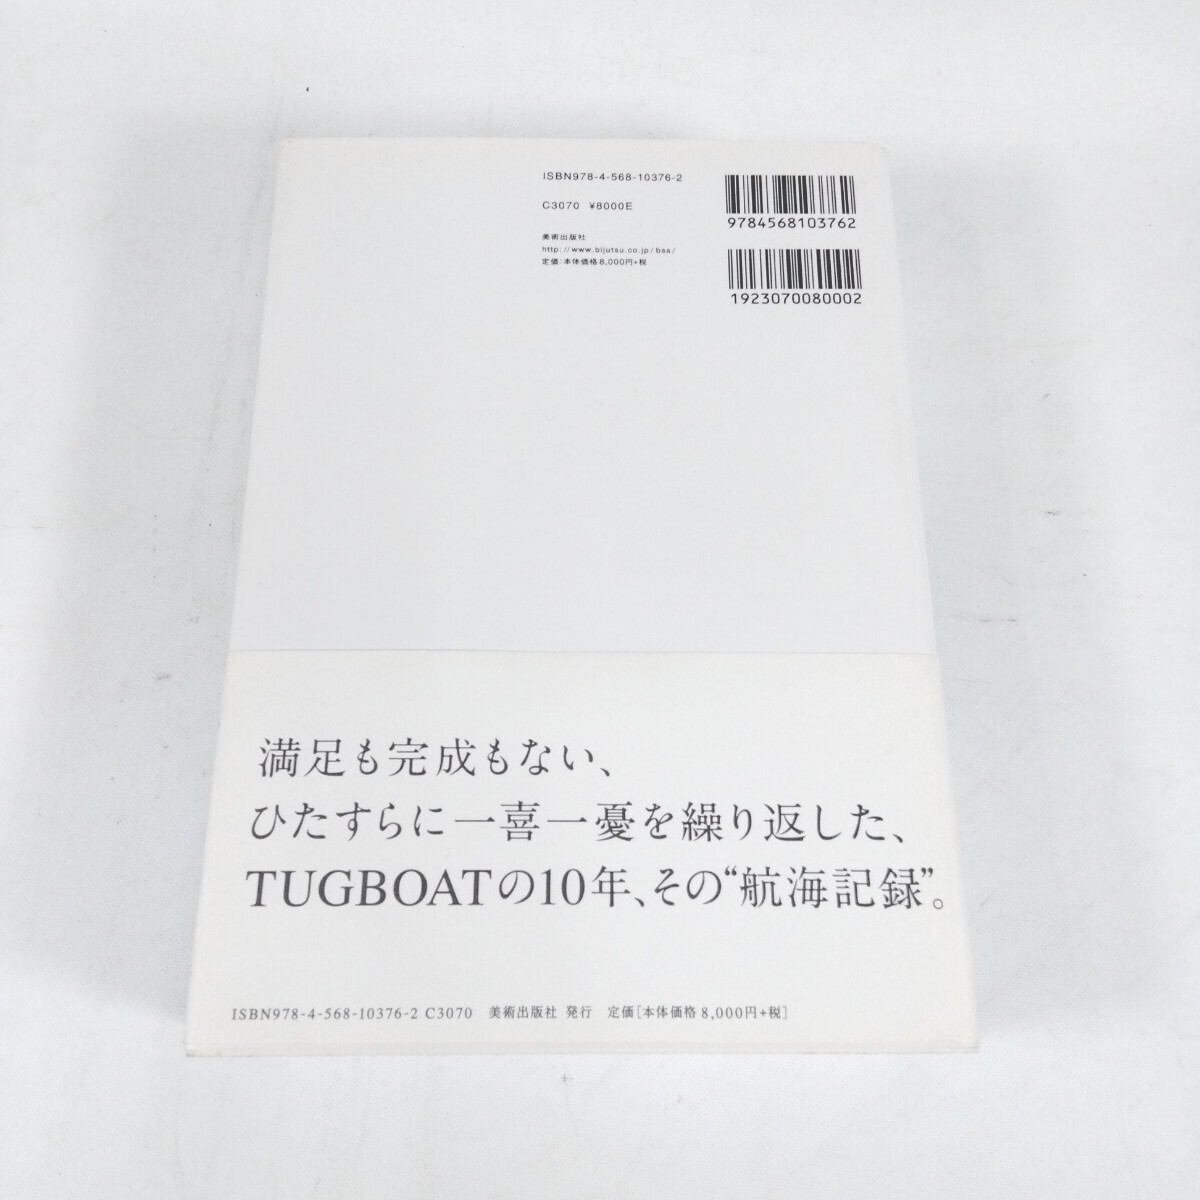 ISBN978-4-568-10376-2
C3070 ¥8000E
美術出版社
http://www.bijutsu.co.jp/bss/
定価:本体価格8,000円+税
9784568103762
1923070080002
満足も完成もない、
ひたすらに一喜一憂を繰り返した、
TUGBOATの10年、その“航海記録”。
ISBN978-4-568-10376-2 C3070 美術出版社 発行 定価[本体価格8,000円+税]